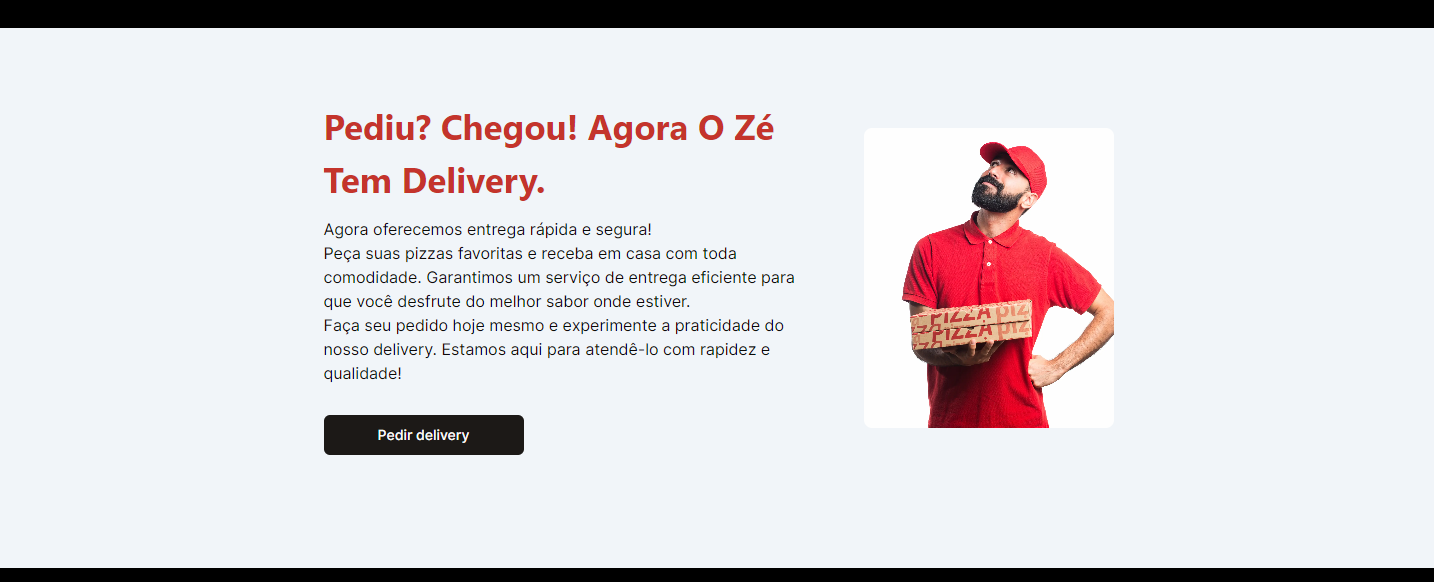 Pediu? Chegou! Agora O Zé
Tem Delivery.
Agora oferecemos entrega rápida e segura!
Peça suas pizzas favoritas e receba em casa com toda
comodidade. Garantimos um serviço de entrega eficiente para
que você desfrute do melhor sabor onde estiver.
Faça seu pedido hoje mesmo e experimente a praticidade do
nosso delivery. Estamos aqui para atendê-lo com rapidez e
qualidade!
Pedir delivery
PIZZA piz
PIZZA piz